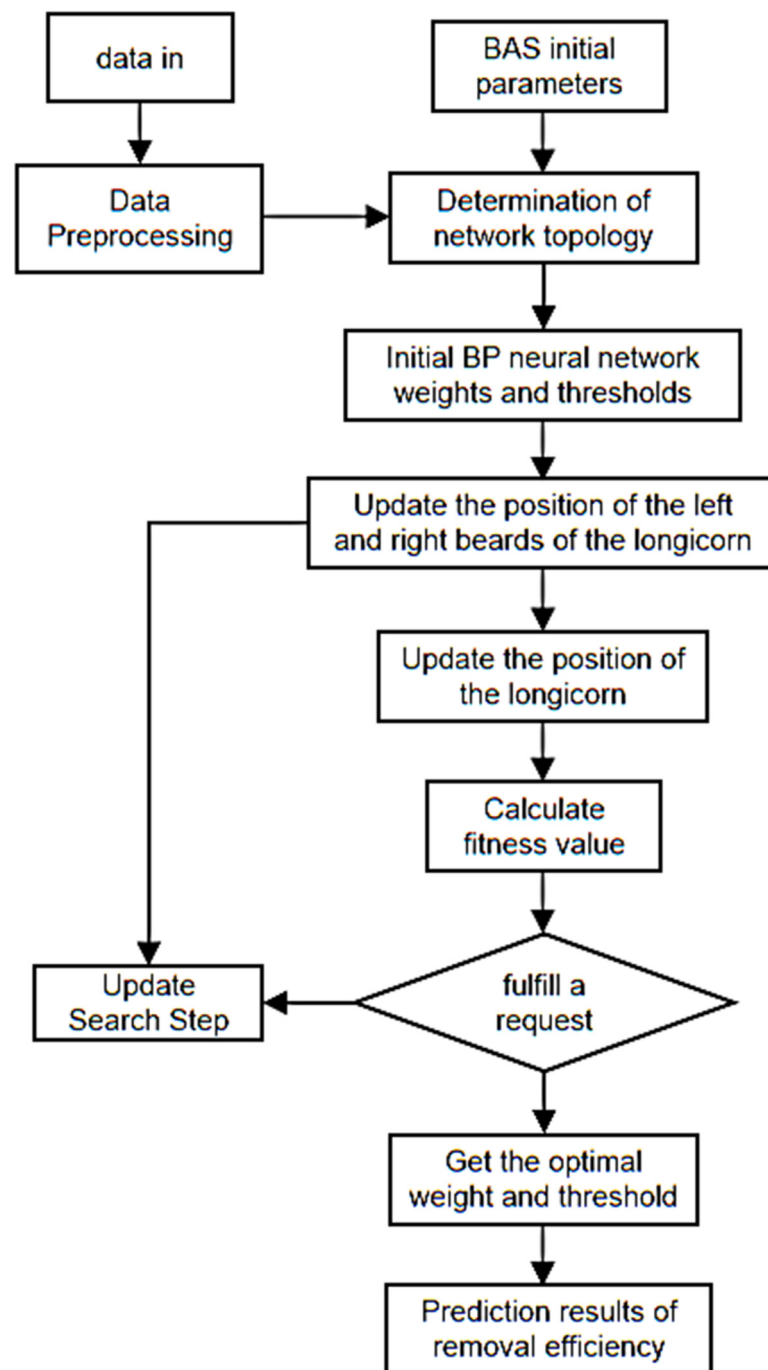 data in
BAS initial
parameters
Data
Preprocessing
Determination of
network topology
Initial BP neural network
weights and thresholds
Update the position of the left
and right beards of the longicorn
Update the position of
the longicorn
Calculate
fitness value
Update
Search Step
fulfill a
request
Get the optimal
weight and threshold
Prediction results of
removal efficiency